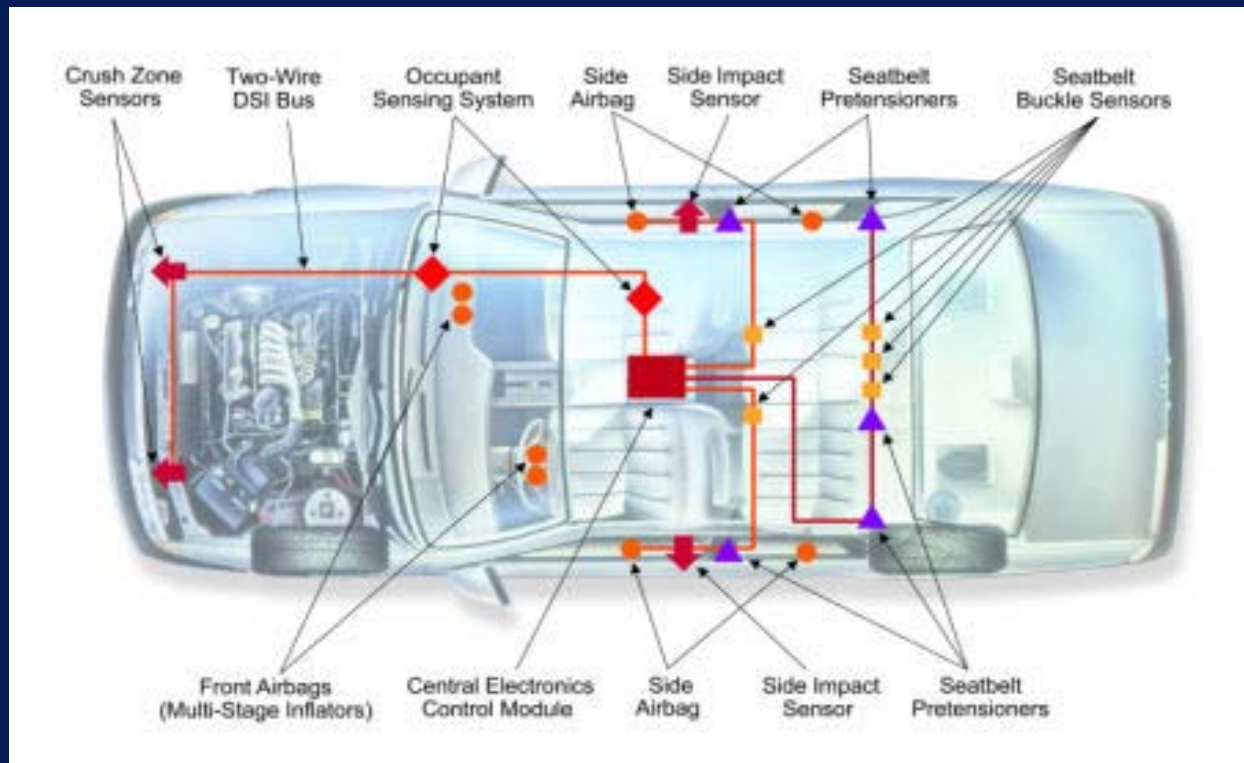 Crush Zone
Sensors
Two-Wire
DSI Bus
Occupant
Sensing System
Side
Airbag
Side Impact
Sensor
Seatbelt
Pretensioners
Seatbelt
Buckle Sensors
Front Airbags
(Multi-Stage Inflators)
Central Electronics
Control Module
Side
Airbag
Side Impact
Sensor
Seatbelt
Pretensioners